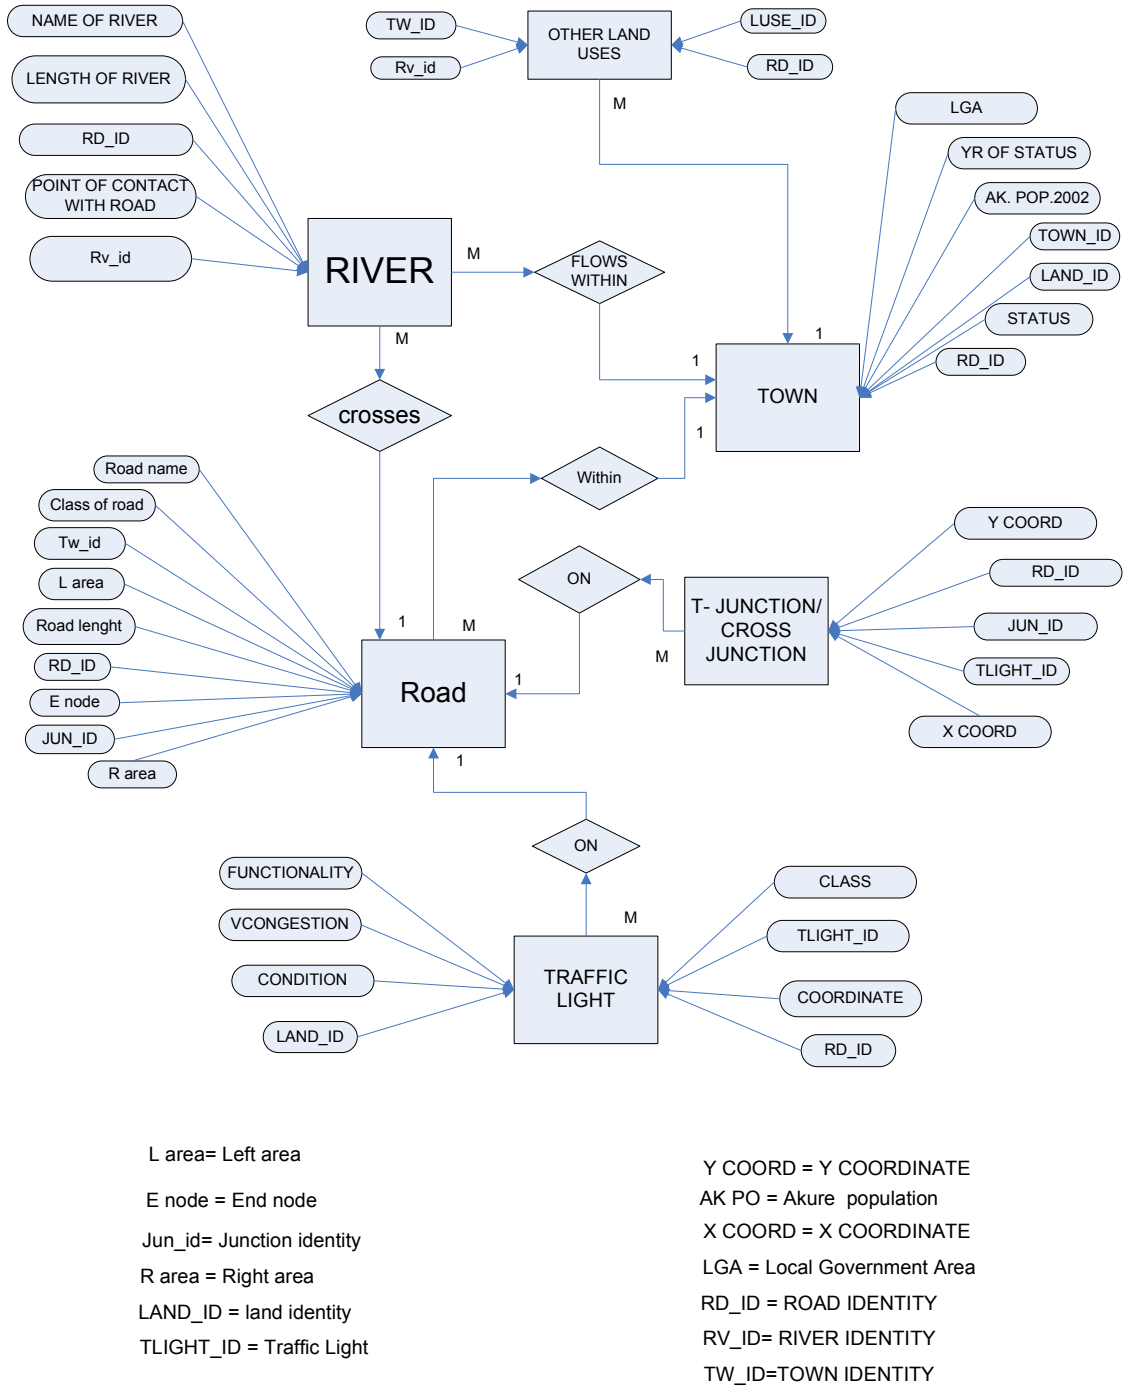 NAME OF RIVER
LENGTH OF RIVER
RD_ID
POINT OF CONTACT
WITH ROAD
Rv_id
TW_ID
Rv_id
OTHER LAND
USES
LUSE_ID
RD_ID
M
LGA
YR OF STATUS
AK. POP.2002
TOWN_ID
LAND_ID
STATUS
RD_ID
RIVER
M
FLOWS
WITHIN
M
1
1
TOWN
1
crosses
Within
Road name
Class of road
Tw_id
L area
Road lenght
RD_ID
E node
JUN_ID
R area
1
M
Road
1
1
ON
T- JUNCTION/
CROSS
JUNCTION
M
Y COORD
RD_ID
JUN_ID
TLIGHT_ID
X COORD
ON
M
FUNCTIONALITY
VCONGESTION
CONDITION
LAND_ID
TRAFFIC
LIGHT
CLASS
TLIGHT_ID
COORDINATE
RD_ID
L area= Left area
E node = End node
Jun_id= Junction identity
R area = Right area
LAND_ID = land identity
TLIGHT_ID = Traffic Light
Y COORD = Y COORDINATE
AK PO = Akure population
X COORD = X COORDINATE
LGA = Local Government Area
RD_ID = ROAD IDENTITY
RV_ID= RIVER IDENTITY
TW_ID=TOWN IDENTITY